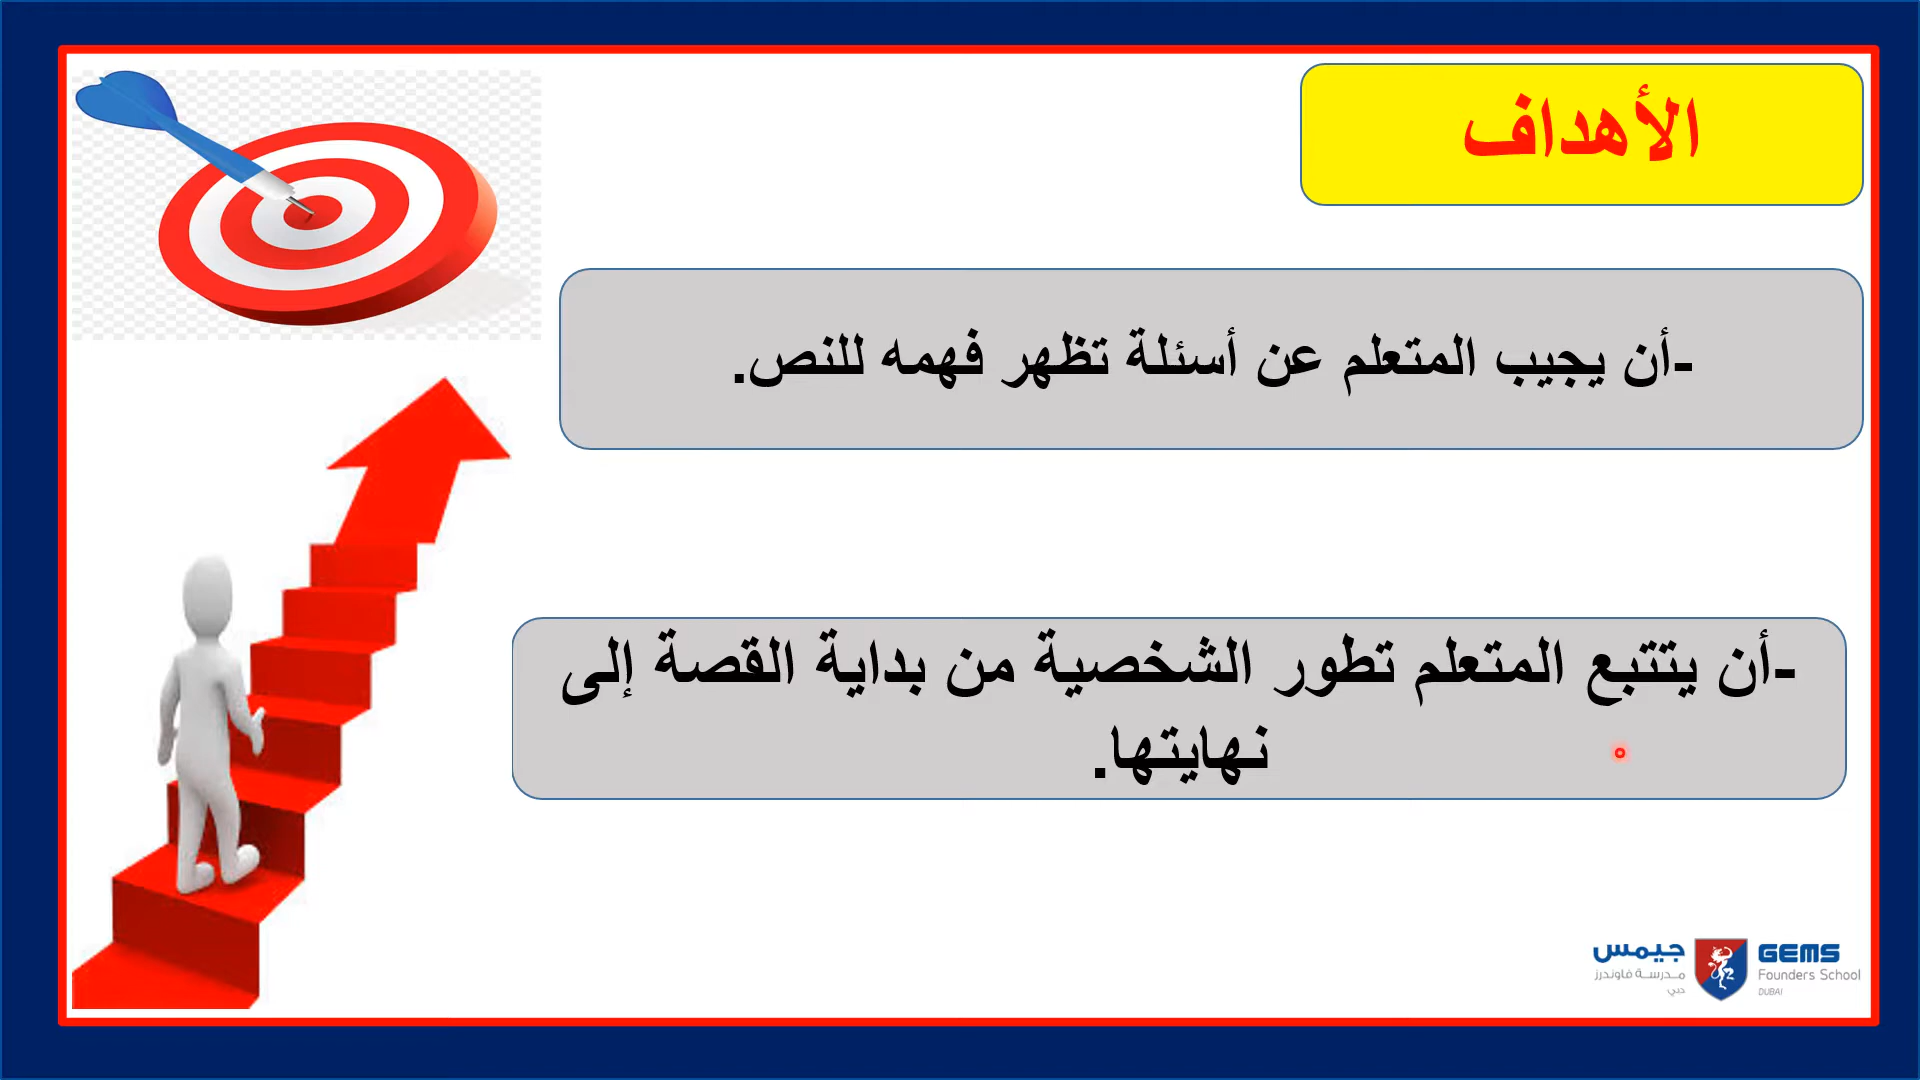 الأهداف
-أن يجيب المتعلم عن أسئلة تظهر فهمه للنص.
-أن يتتبع المتعلم تطور الشخصية من بداية القصة إلى
نهايتها.
جيمس
مدرسة فاوندرز
دبي
GEMS
Founders School
DUBAI